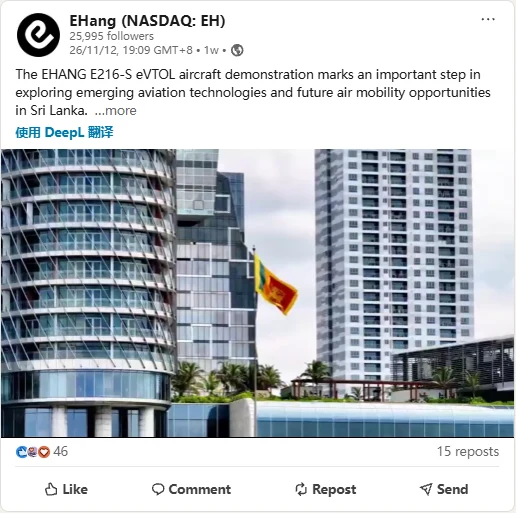 EHang (NASDAQ: EH)
25,995 followers
26/11/12, 19:09 GMT+8 • 1w •
The EHANG E216-S eVTOL aircraft demonstration marks an important step in
exploring emerging aviation technologies and future air mobility opportunities
in Sri Lanka. ...more
使用 DeepL 翻译
46
15 reposts
Like
Comment
Repost
Send